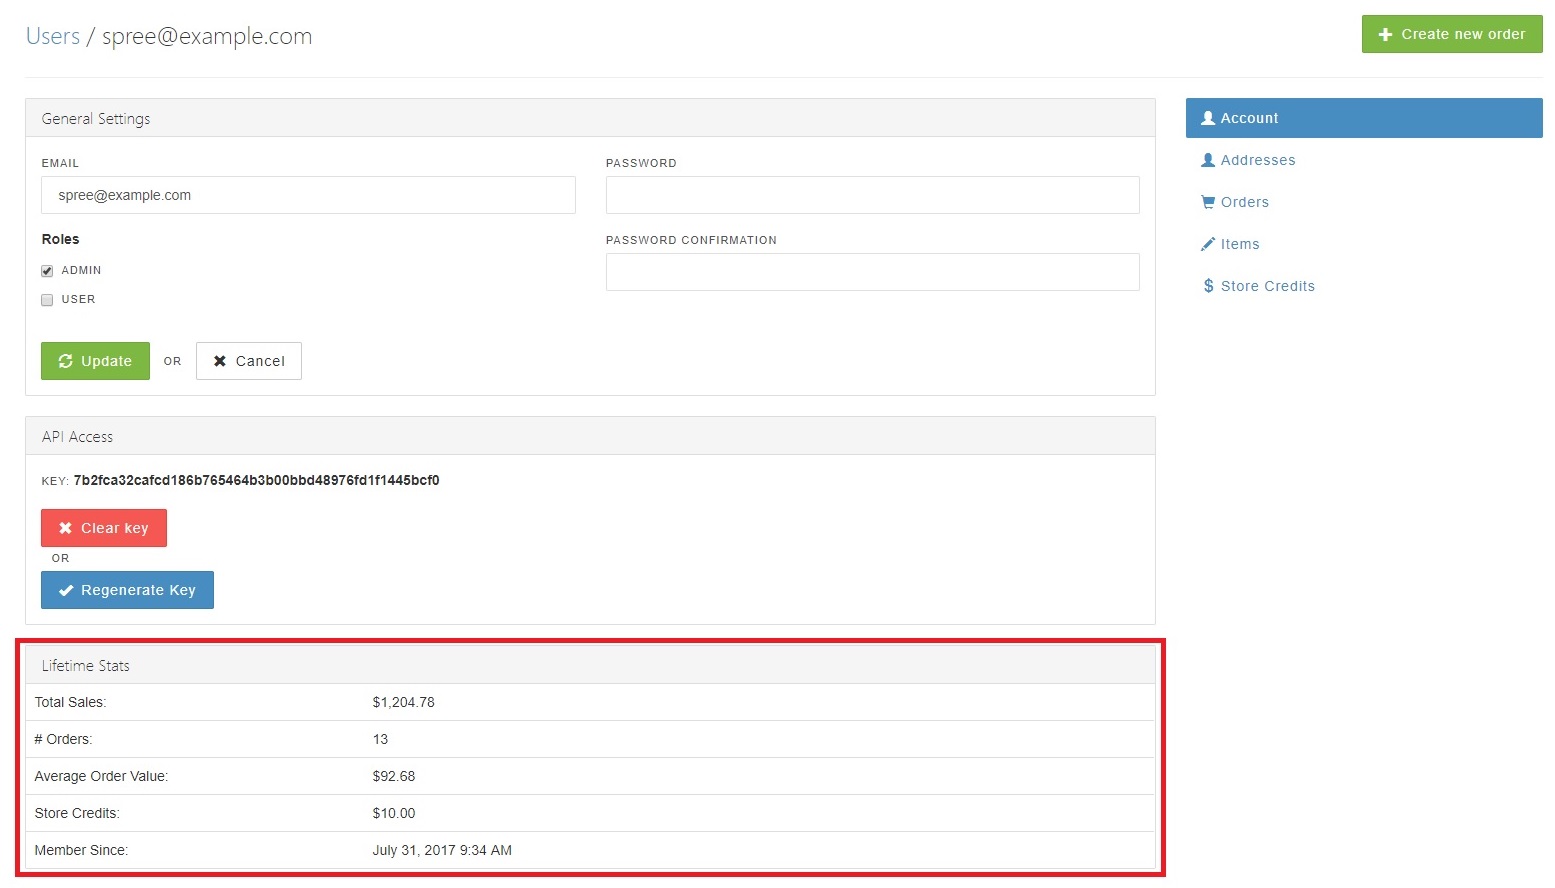 Users / spree@example.com
Create new order
General Settings
EMAIL
spree@example.com
Roles
ADMIN
USER
PASSWORD
PASSWORD CONFIRMATION
Update OR Cancel
API Access
KEY: 7b2fca32cafcd186b765464b3b00bbd48976fd1f1445bcf0
Clear key
OR
Regenerate Key
Lifetime Stats
Total Sales: $1,204.78
# Orders: 13
Average Order Value: $92.68
Store Credits: $10.00
Member Since: July 31, 2017 9:34 AM
Account
Addresses
Orders
Items
Store Credits